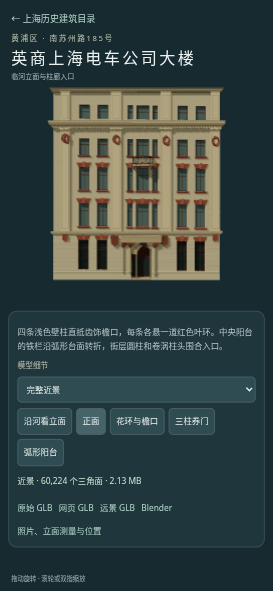 ← 上海历史建筑目录
黄浦区 · 南苏州路185号
英商上海电车公司大楼
临河立面与柱廊入口
四条浅色壁柱直抵齿饰檐口，每条各悬一道红色叶环。中央阳台
的铁栏沿弧形台面转折，街层圆柱和卷涡柱头围合入口。
模型细节
完整近景
沿河看立面
正面
花环与檐口
三柱券门
弧形阳台
近景 · 60,224 个三角面 · 2.13 MB
原始 GLB 网页 GLB 远景 GLB Blender
照片、立面测量与位置
拖动旋转 · 滚轮或双指缩放